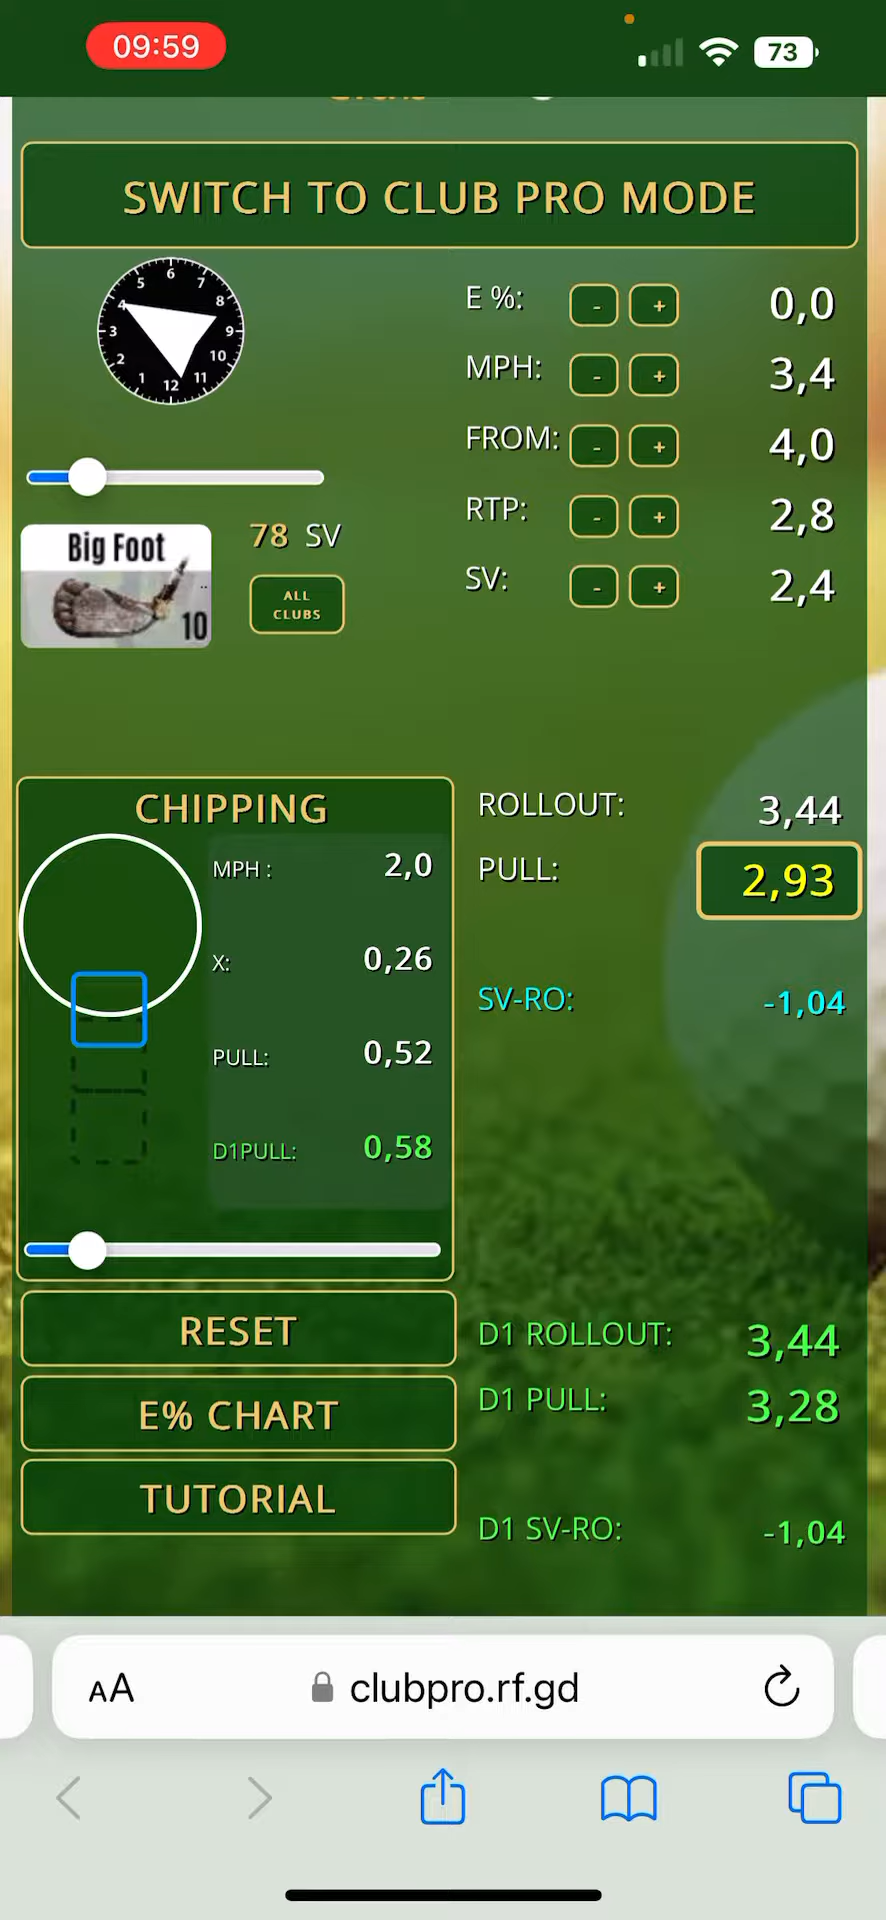 09:59
73
SWITCH TO CLUB PRO MODE
6
5 7
4 8
3 9
2 10
1 11
12
E %: - + 0,0
MPH: - + 3,4
FROM: - + 4,0
RTP: - + 2,8
SV: - + 2,4
Big Foot
10
78 SV
ALL
CLUBS
CHIPPING
MPH : 2,0
X: 0,26
PULL: 0,52
D1PULL: 0,58
ROLLOUT: 3,44
PULL: 2,93
SV-RO: -1,04
RESET
E% CHART
TUTORIAL
D1 ROLLOUT: 3,44
D1 PULL: 3,28
D1 SV-RO: -1,04
AA clubpro.rf.gd